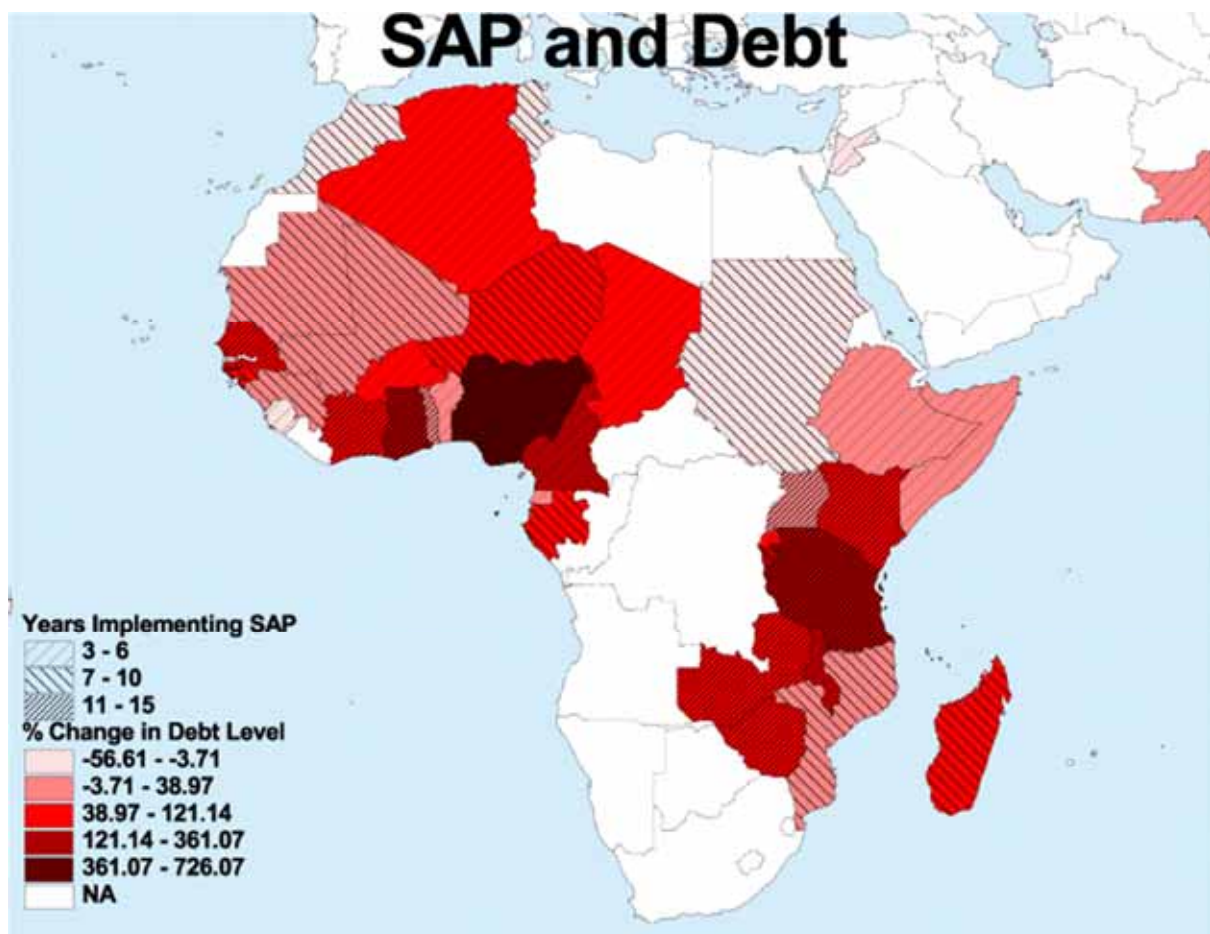 SAP and Debt
Years Implementing SAP
3 - 6
7 - 10
11 - 15
% Change in Debt Level
-56.61 - -3.71
-3.71 - 38.97
38.97 - 121.14
121.14 - 361.07
361.07 - 726.07
NA